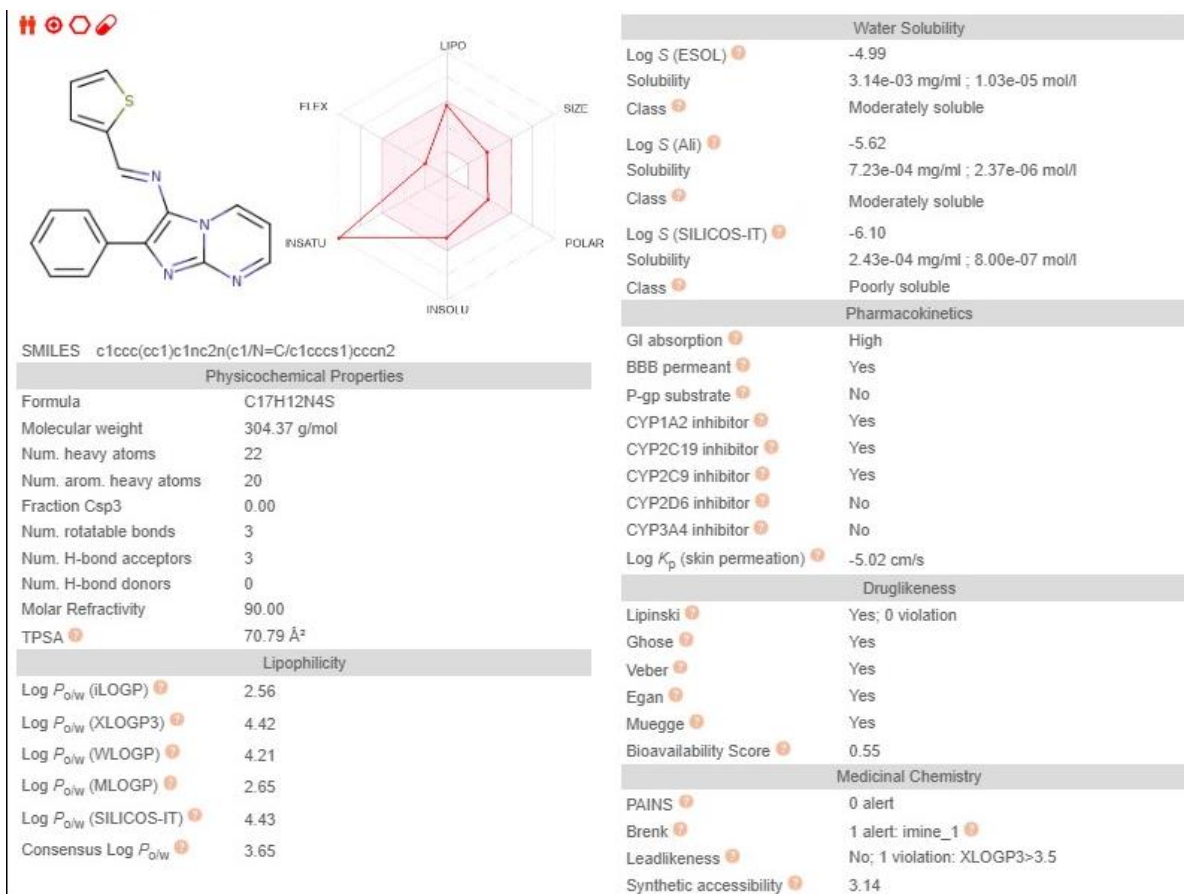 LIPO
FLEX
SIZE
S
N
N
INSATU
POLAR
N
N
INSOLU
SMILES c1ccc(cc1)c1nc2n(c1/N=C/c1cccs1)cccn2
Physicochemical Properties
Formula C17H12N4S
Molecular weight 304.37 g/mol
Num. heavy atoms 22
Num. arom. heavy atoms 20
Fraction Csp3 0.00
Num. rotatable bonds 3
Num. H-bond acceptors 3
Num. H-bond donors 0
Molar Refractivity 90.00
TPSA ? 70.79 Å²
Lipophilicity
Log Po/w (iLOGP) ? 2.56
Log Po/w (XLOGP3) ? 4.42
Log Po/w (WLOGP) ? 4.21
Log Po/w (MLOGP) ? 2.65
Log Po/w (SILICOS-IT) ? 4.43
Consensus Log Po/w ? 3.65
Water Solubility
Log S (ESOL) ? -4.99
Solubility 3.14e-03 mg/ml ; 1.03e-05 mol/l
Class ? Moderately soluble
Log S (Ali) ? -5.62
Solubility 7.23e-04 mg/ml ; 2.37e-06 mol/l
Class ? Moderately soluble
Log S (SILICOS-IT) ? -6.10
Solubility 2.43e-04 mg/ml ; 8.00e-07 mol/l
Class ? Poorly soluble
Pharmacokinetics
GI absorption ? High
BBB permeant ? Yes
P-gp substrate ? No
CYP1A2 inhibitor ? Yes
CYP2C19 inhibitor ? Yes
CYP2C9 inhibitor ? Yes
CYP2D6 inhibitor ? No
CYP3A4 inhibitor ? No
Log Kp (skin permeation) ? -5.02 cm/s
Druglikeness
Lipinski ? Yes; 0 violation
Ghose ? Yes
Veber ? Yes
Egan ? Yes
Muegge ? Yes
Bioavailability Score ? 0.55
Medicinal Chemistry
PAINS ? 0 alert
Brenk ? 1 alert: imine_1 ?
Leadlikeness ? No; 1 violation: XLOGP3>3.5
Synthetic accessibility ? 3.14